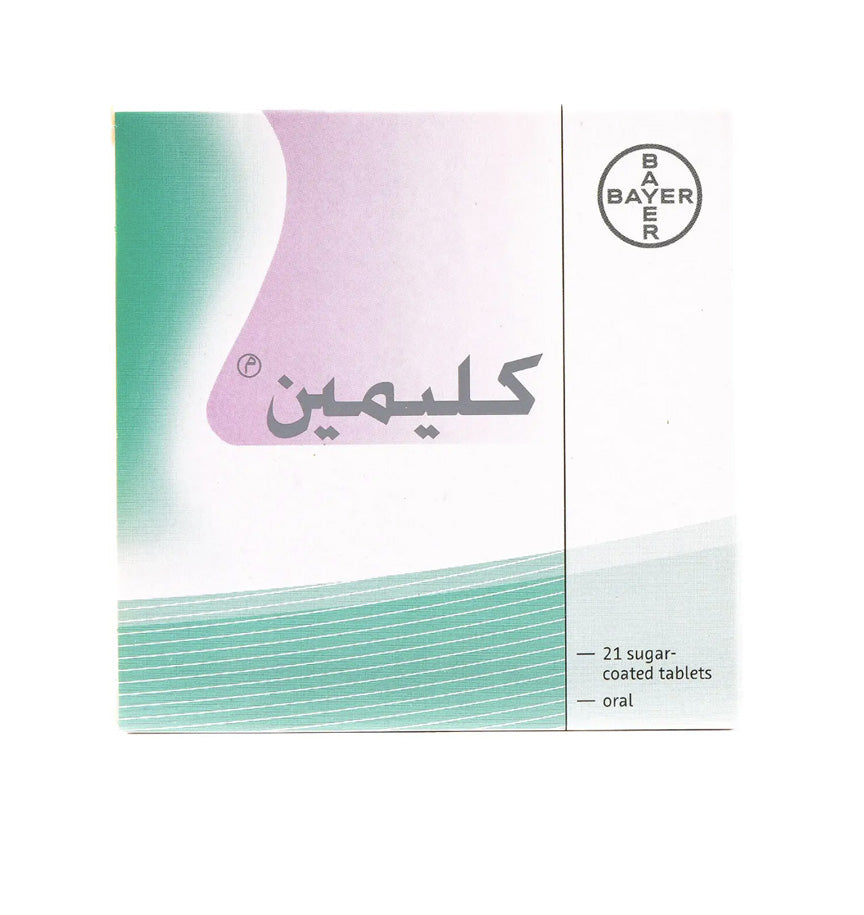 BAYER
BAYER
كليمين ®
21 sugar-
coated tablets
oral